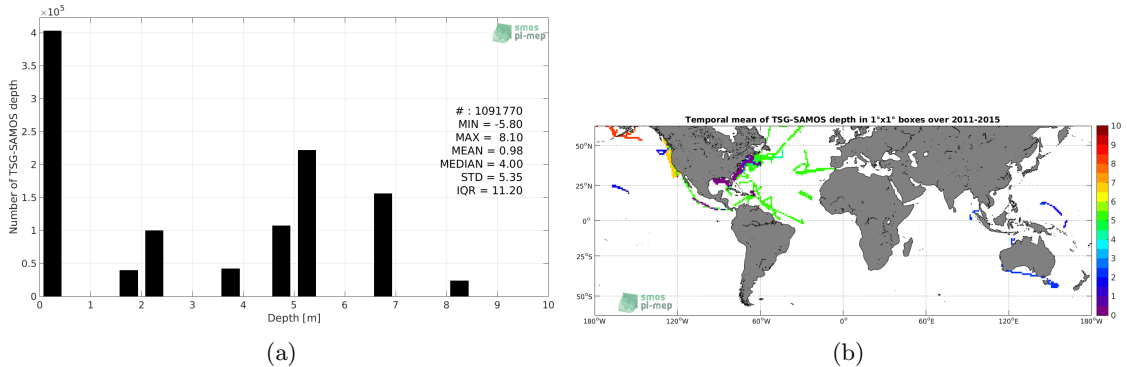 ×10⁵
4
3.5
3
2.5
2
1.5
1
0.5
0
Number of TSG-SAMOS depth
0 1 2 3 4 5 6 7 8 9 10
Depth [m]
smos
pi-mep
# : 1091770
MIN = -5.80
MAX = 8.10
MEAN = 0.98
MEDIAN = 4.00
STD = 5.35
IQR = 11.20
(a)
Temporal mean of TSG-SAMOS depth in 1°x1° boxes over 2011-2015
50°N
25°N
0°
25°S
50°S
180°W 120°W 60°W 0° 60°E 120°E 180°E
smos
pi-mep
10
9
8
7
6
5
4
3
2
1
0
(b)